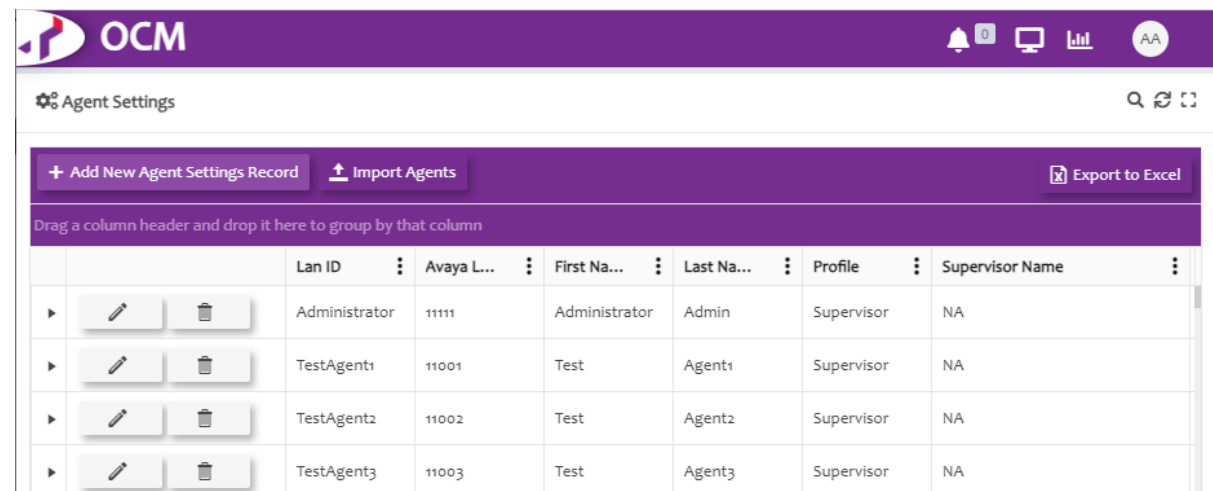 OCM
0
AA
Agent Settings
+ Add New Agent Settings Record Import Agents Export to Excel
Drag a column header and drop it here to group by that column
Lan ID Avaya L... First Na... Last Na... Profile Supervisor Name
Administrator 11111 Administrator Admin Supervisor NA
TestAgent1 11001 Test Agent1 Supervisor NA
TestAgent2 11002 Test Agent2 Supervisor NA
TestAgent3 11003 Test Agent3 Supervisor NA